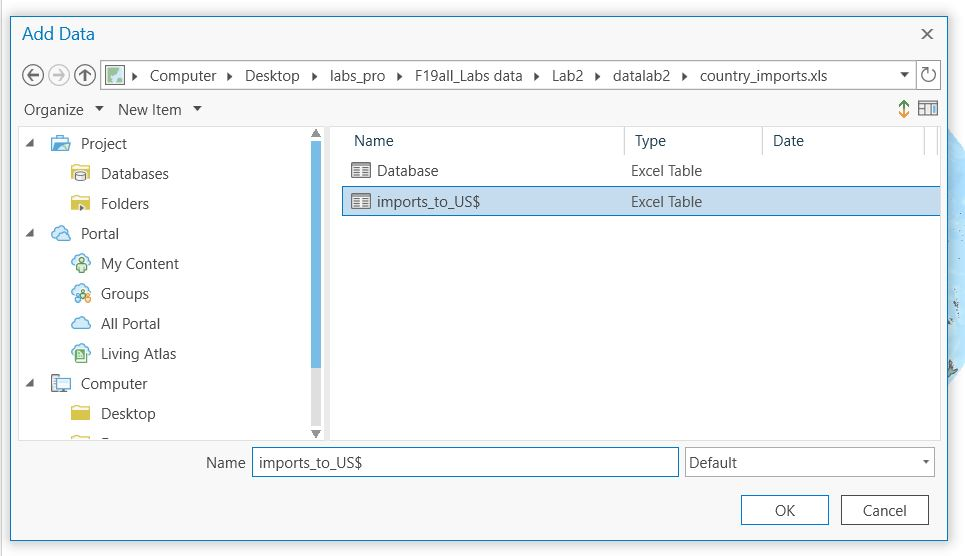 Add Data
Computer Desktop labs_pro F19all_Labs data Lab2 datalab2 country_imports.xls
Organize New Item
Project
Databases
Folders
Portal
My Content
Groups
All Portal
Living Atlas
Computer
Desktop
Name Type Date
Database Excel Table
imports_to_US$ Excel Table
Name imports_to_US$ Default
OK Cancel